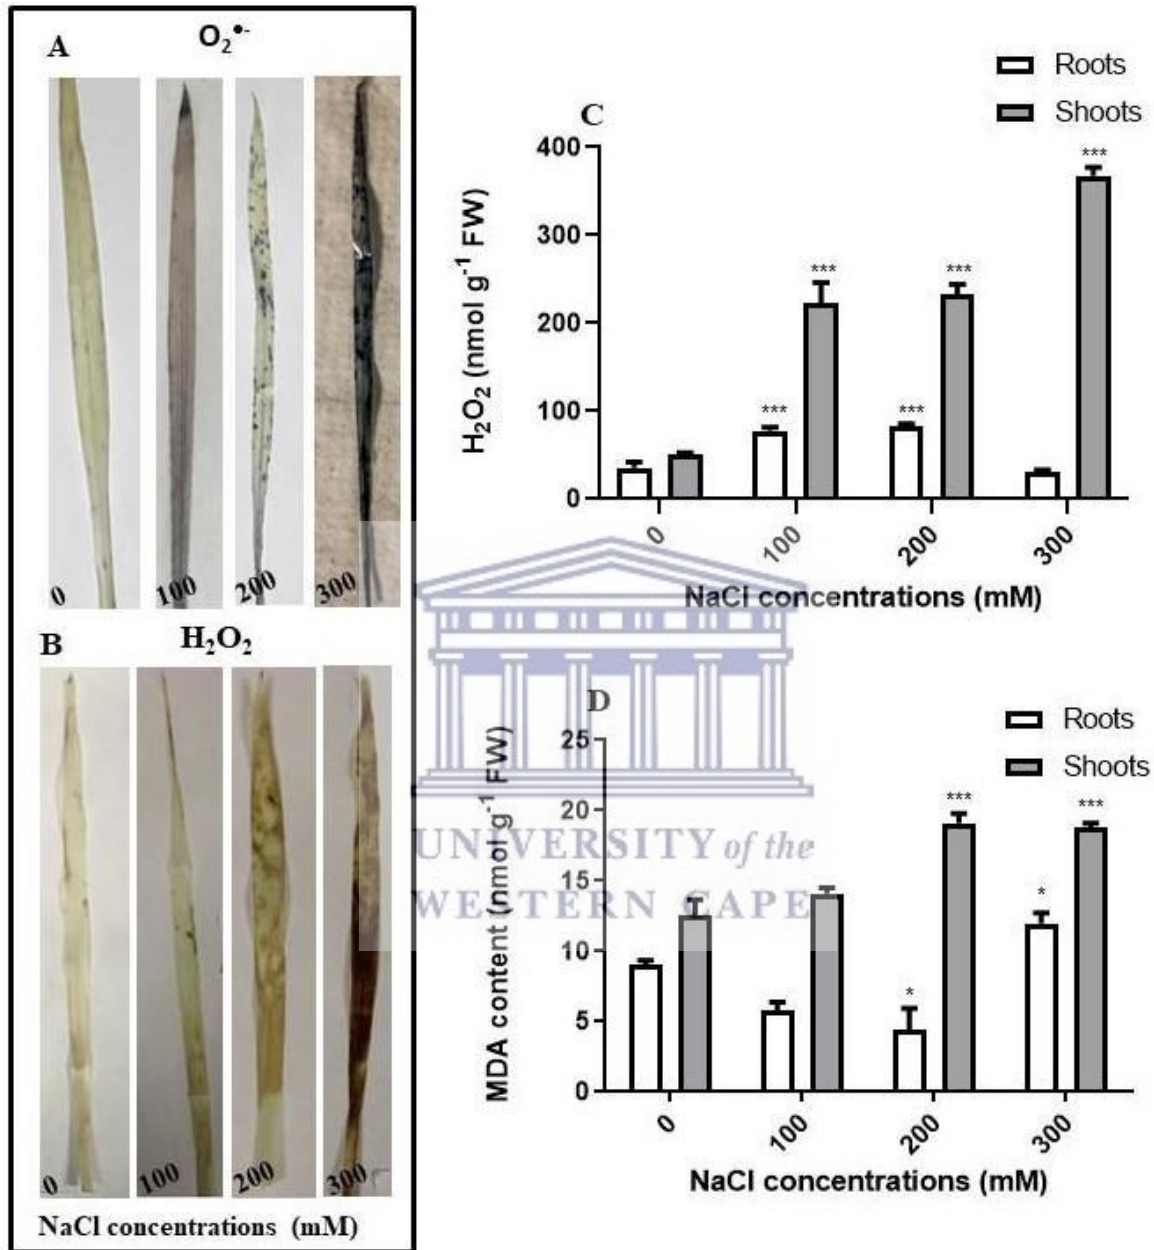 A
O₂•-
0
100
200
300
B
H₂O₂
0
100
200
300
NaCl concentrations (mM)
C
Roots
Shoots
400
300
200
100
0
H₂O₂ (nmol g⁻¹ FW)
***
***
***
***
***
0
100
200
300
NaCl concentrations (mM)
D
Roots
Shoots
25
20
15
10
5
0
MDA content (nmol g⁻¹ FW)
*
***
*
***
0
100
200
300
NaCl concentrations (mM)
UNIVERSITY of the
WESTERN CAPE